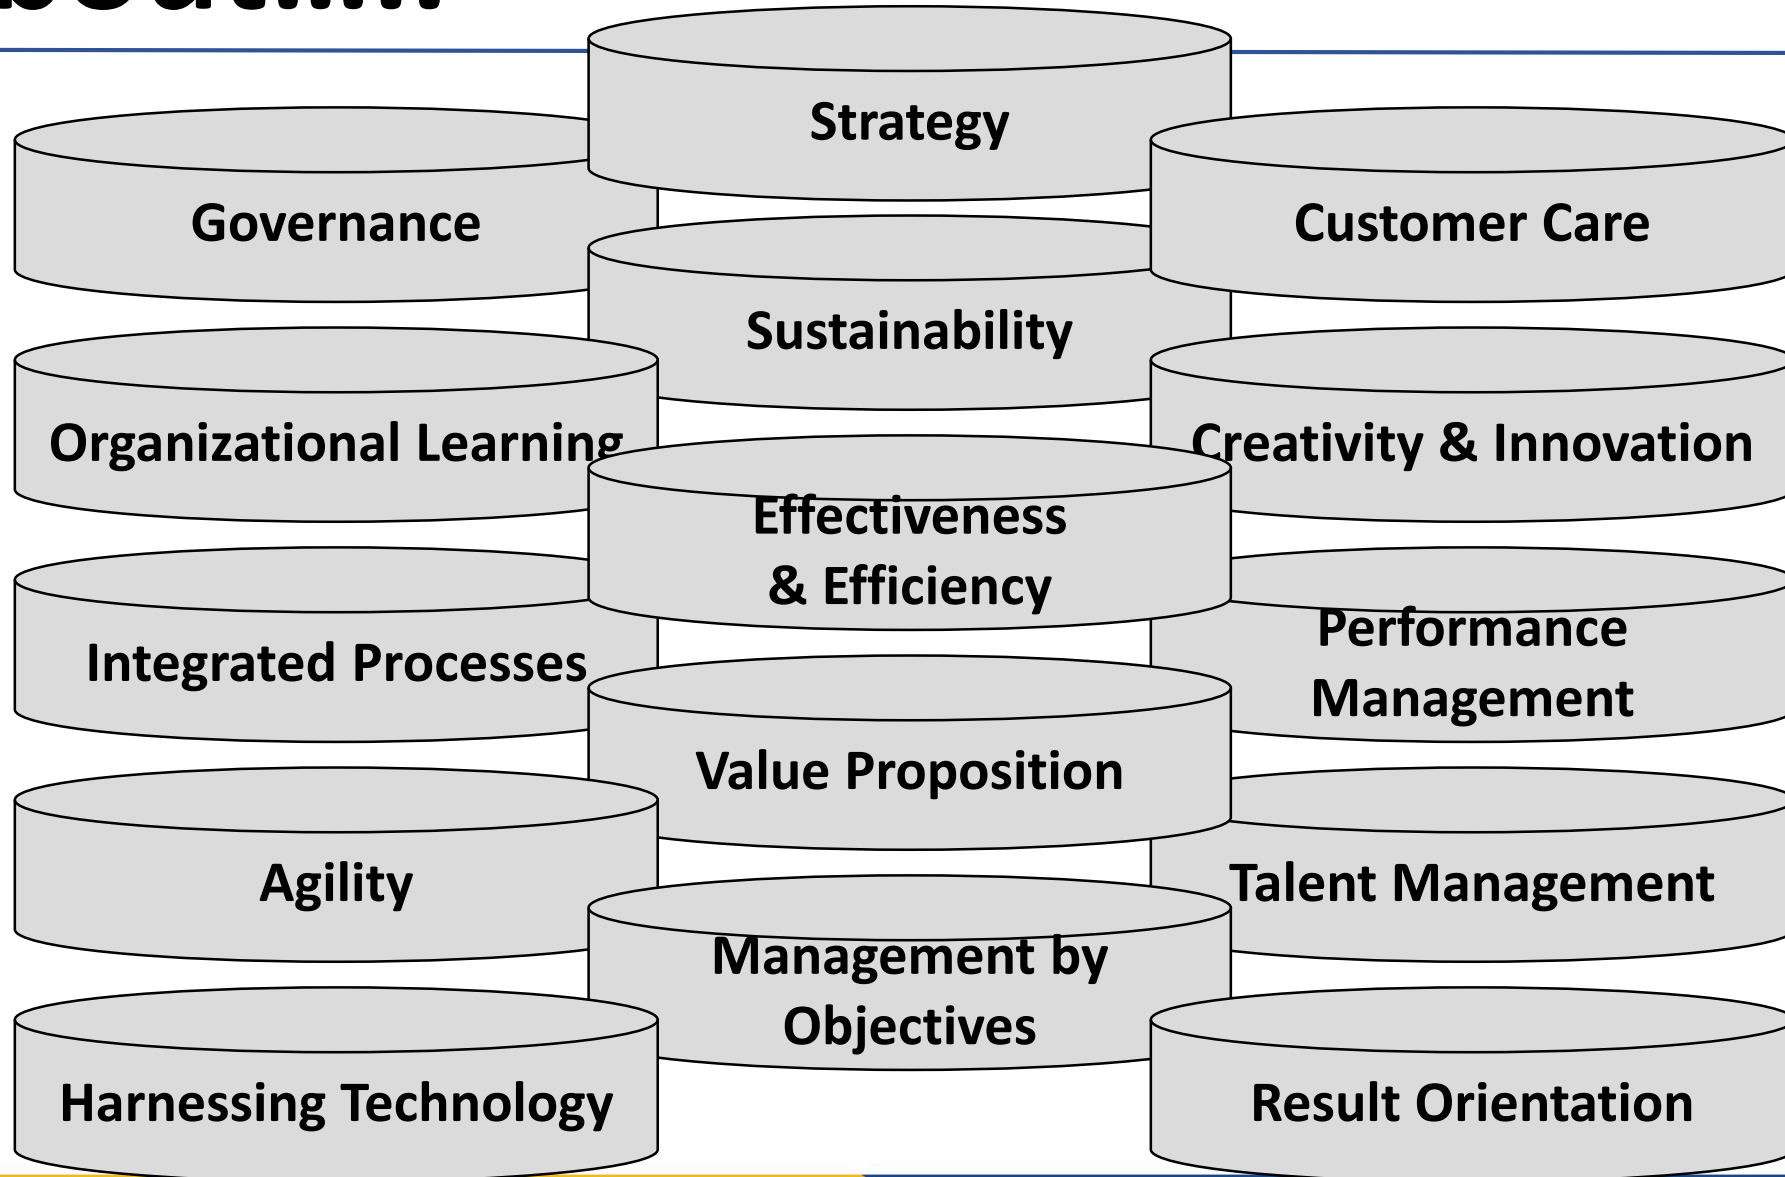 Strategy
Governance
Customer Care
Sustainability
Organizational Learning
Creativity & Innovation
Effectiveness
& Efficiency
Integrated Processes
Performance
Management
Value Proposition
Agility
Talent Management
Management by
Objectives
Harnessing Technology
Result Orientation